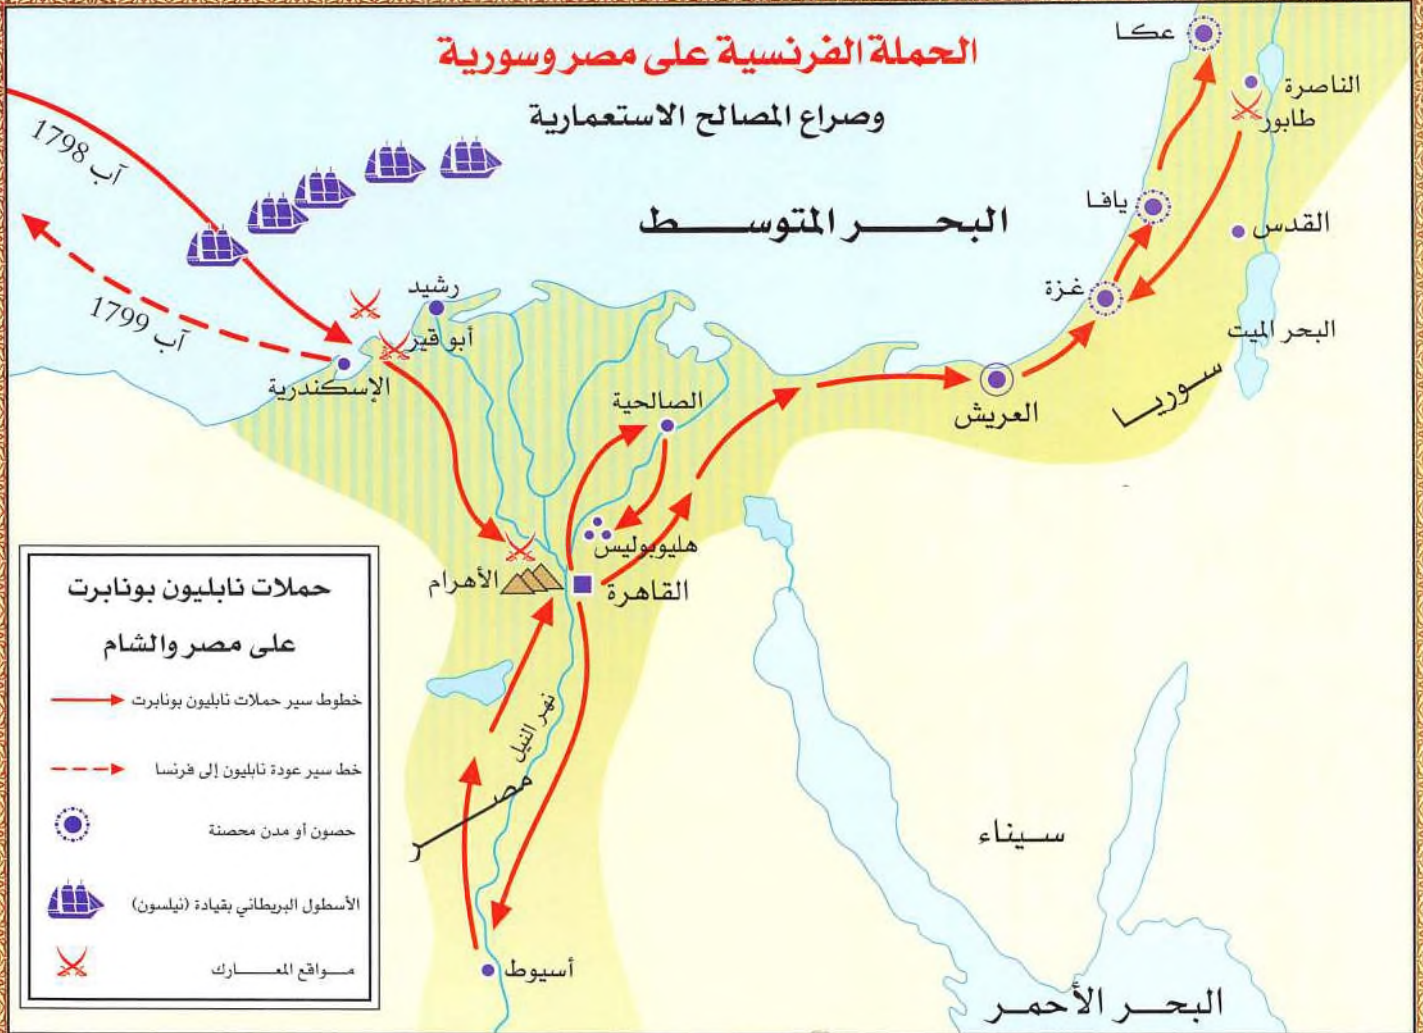 الحملة الفرنسية على مصر وسورية
وصراع المصالح الاستعمارية
عكا
الناصرة
طابور
آب 1798
يافا
البحر المتوسط
القدس
آب 1799
رشيد
غزة
أبو قير
البحر الميت
الإسكندرية
الصالحية
العريش
سوريا
هليوبوليس
الأهرام
القاهرة
نهر النيل
مصر
سيناء
أسيوط
البحر الأحمر
حملات نابليون بونابرت
على مصر والشام
خطوط سير حملات نابليون بونابرت
خط سير عودة نابليون إلى فرنسا
حصون أو مدن محصنة
الأسطول البريطاني بقيادة (نيلسون)
مواقع المعارك